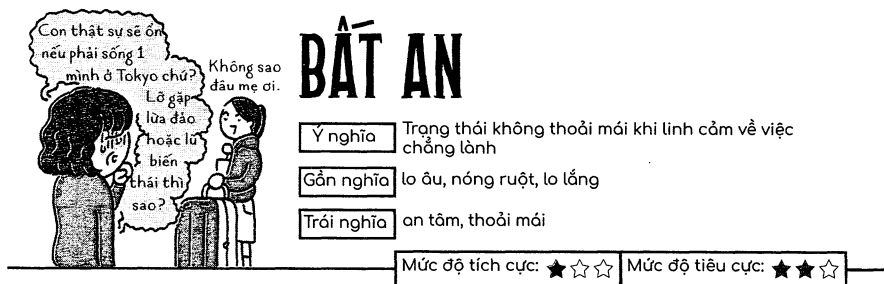 Con thật sự sẽ ổn
nếu phải sống 1
mình ở Tokyo chứ?
Lỡ gặp
lừa đảo
hoặc lũ
biến
thái thì
sao?
Không sao
đâu mẹ ơi.
BẤT AN
Ý nghĩa
Trạng thái không thoải mái khi linh cảm về việc
chẳng lành
Gần nghĩa
lo âu, nóng ruột, lo lắng
Trái nghĩa
an tâm, thoải mái
Mức độ tích cực: ★☆☆
Mức độ tiêu cực: ★★☆